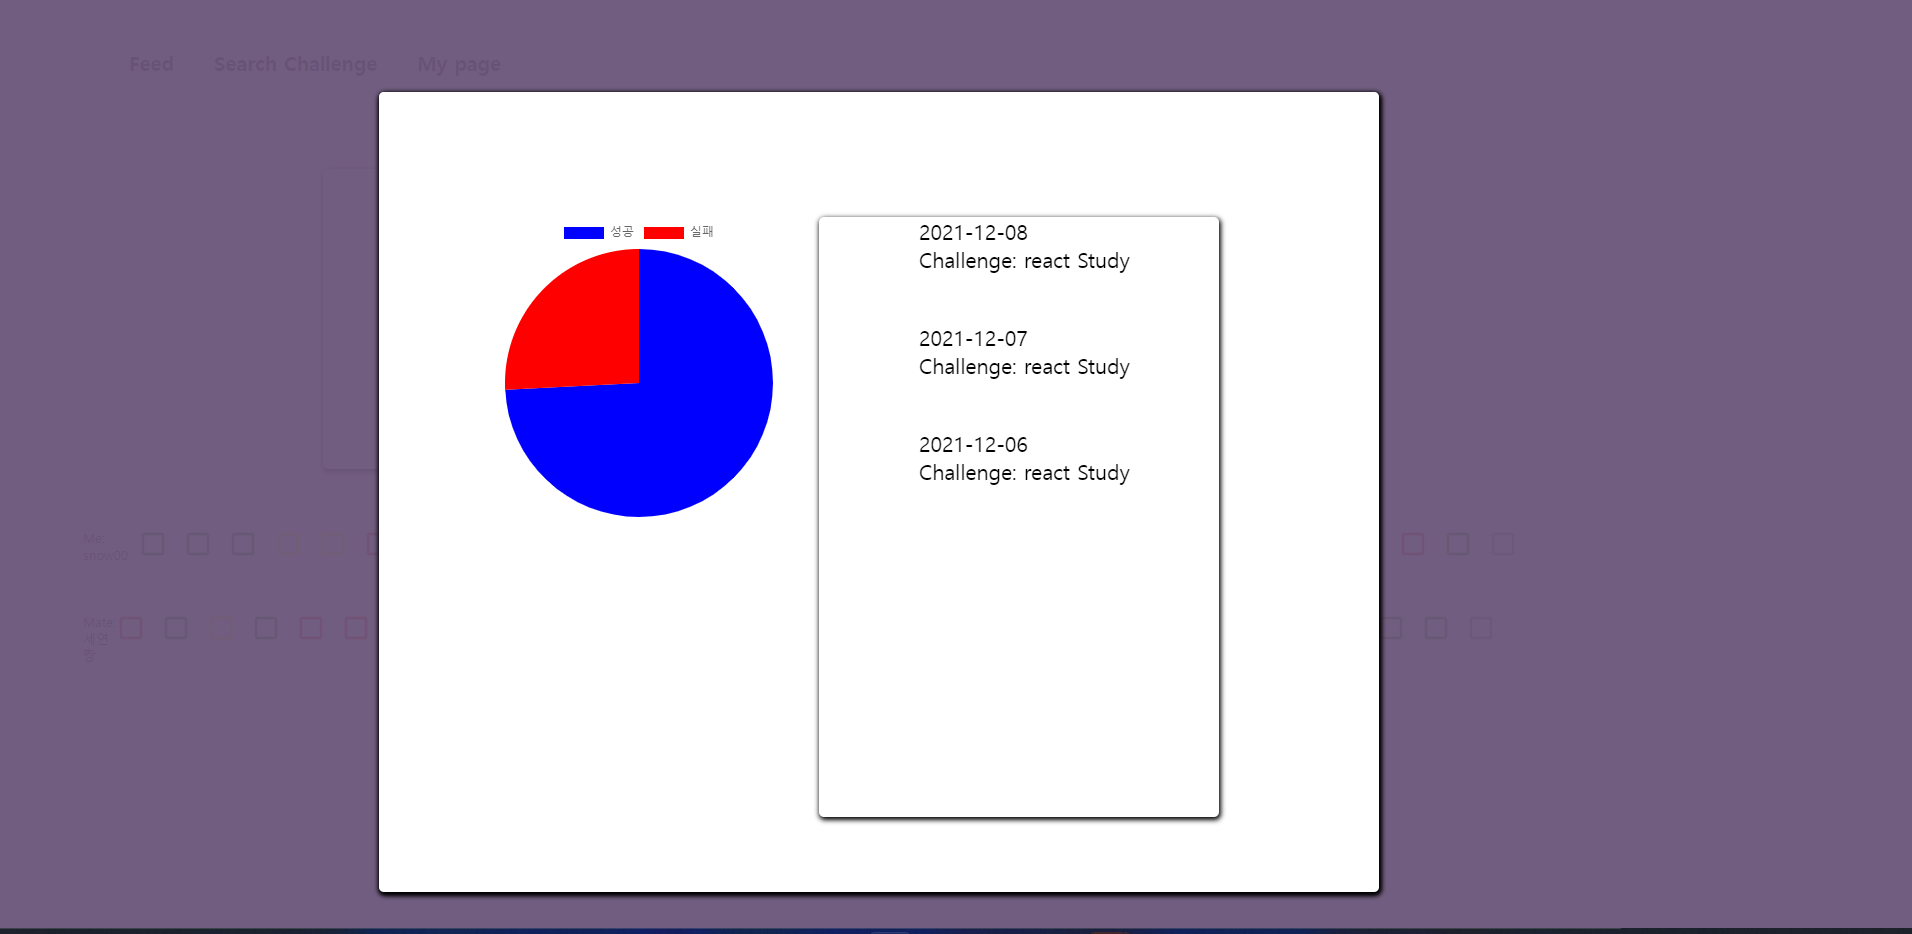 Feed Search Challenge My page
성공 실패
2021-12-08
Challenge: react Study
2021-12-07
Challenge: react Study
2021-12-06
Challenge: react Study
Me:
snow00
Mate: